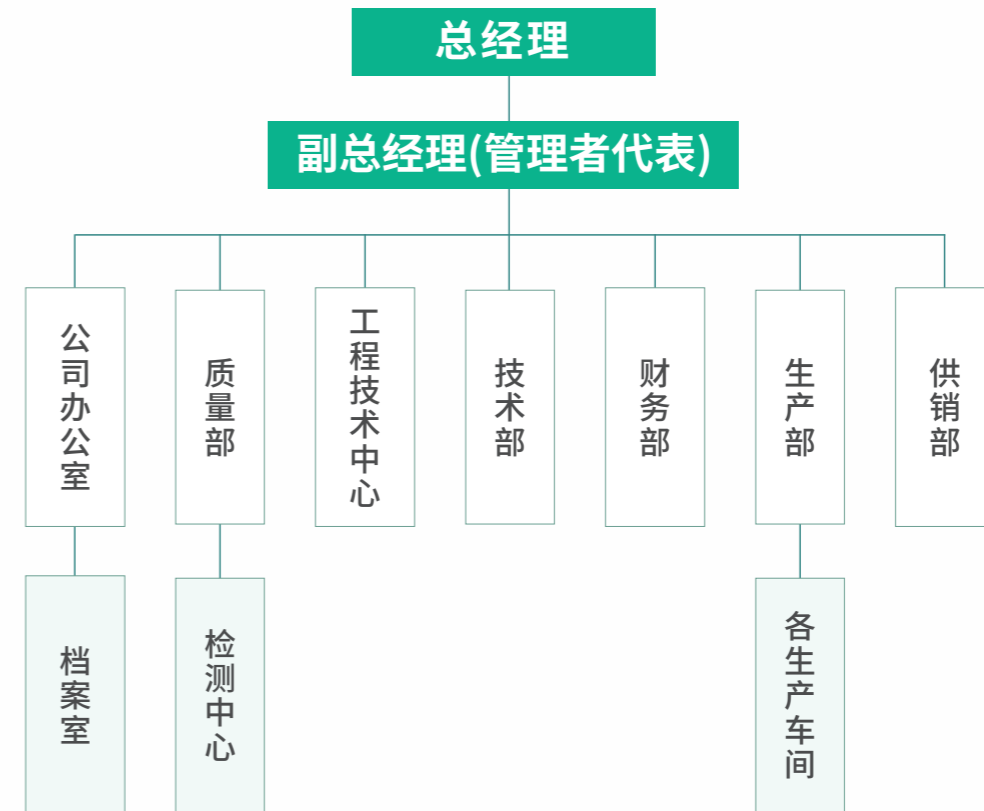 总经理
副总经理(管理者代表)
公司办公室
质量部
工程技术中心
技术部
财务部
生产部
供销部
档案室
检测中心
各生产车间